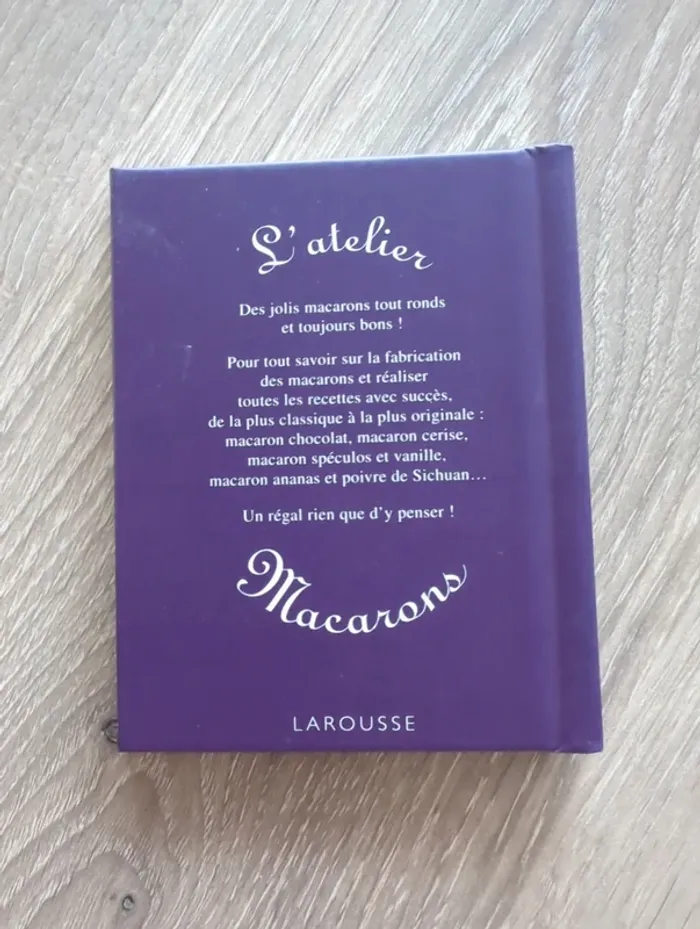 L'atelier
Des jolis macarons tout ronds
et toujours bons !
Pour tout savoir sur la fabrication
des macarons et réaliser
toutes les recettes avec succès,
de la plus classique à la plus originale :
macaron chocolat, macaron cerise,
macaron spéculos et vanille,
macaron ananas et poivre de Sichuan...
Un régal rien que d'y penser !
Macarons
LAROUSSE